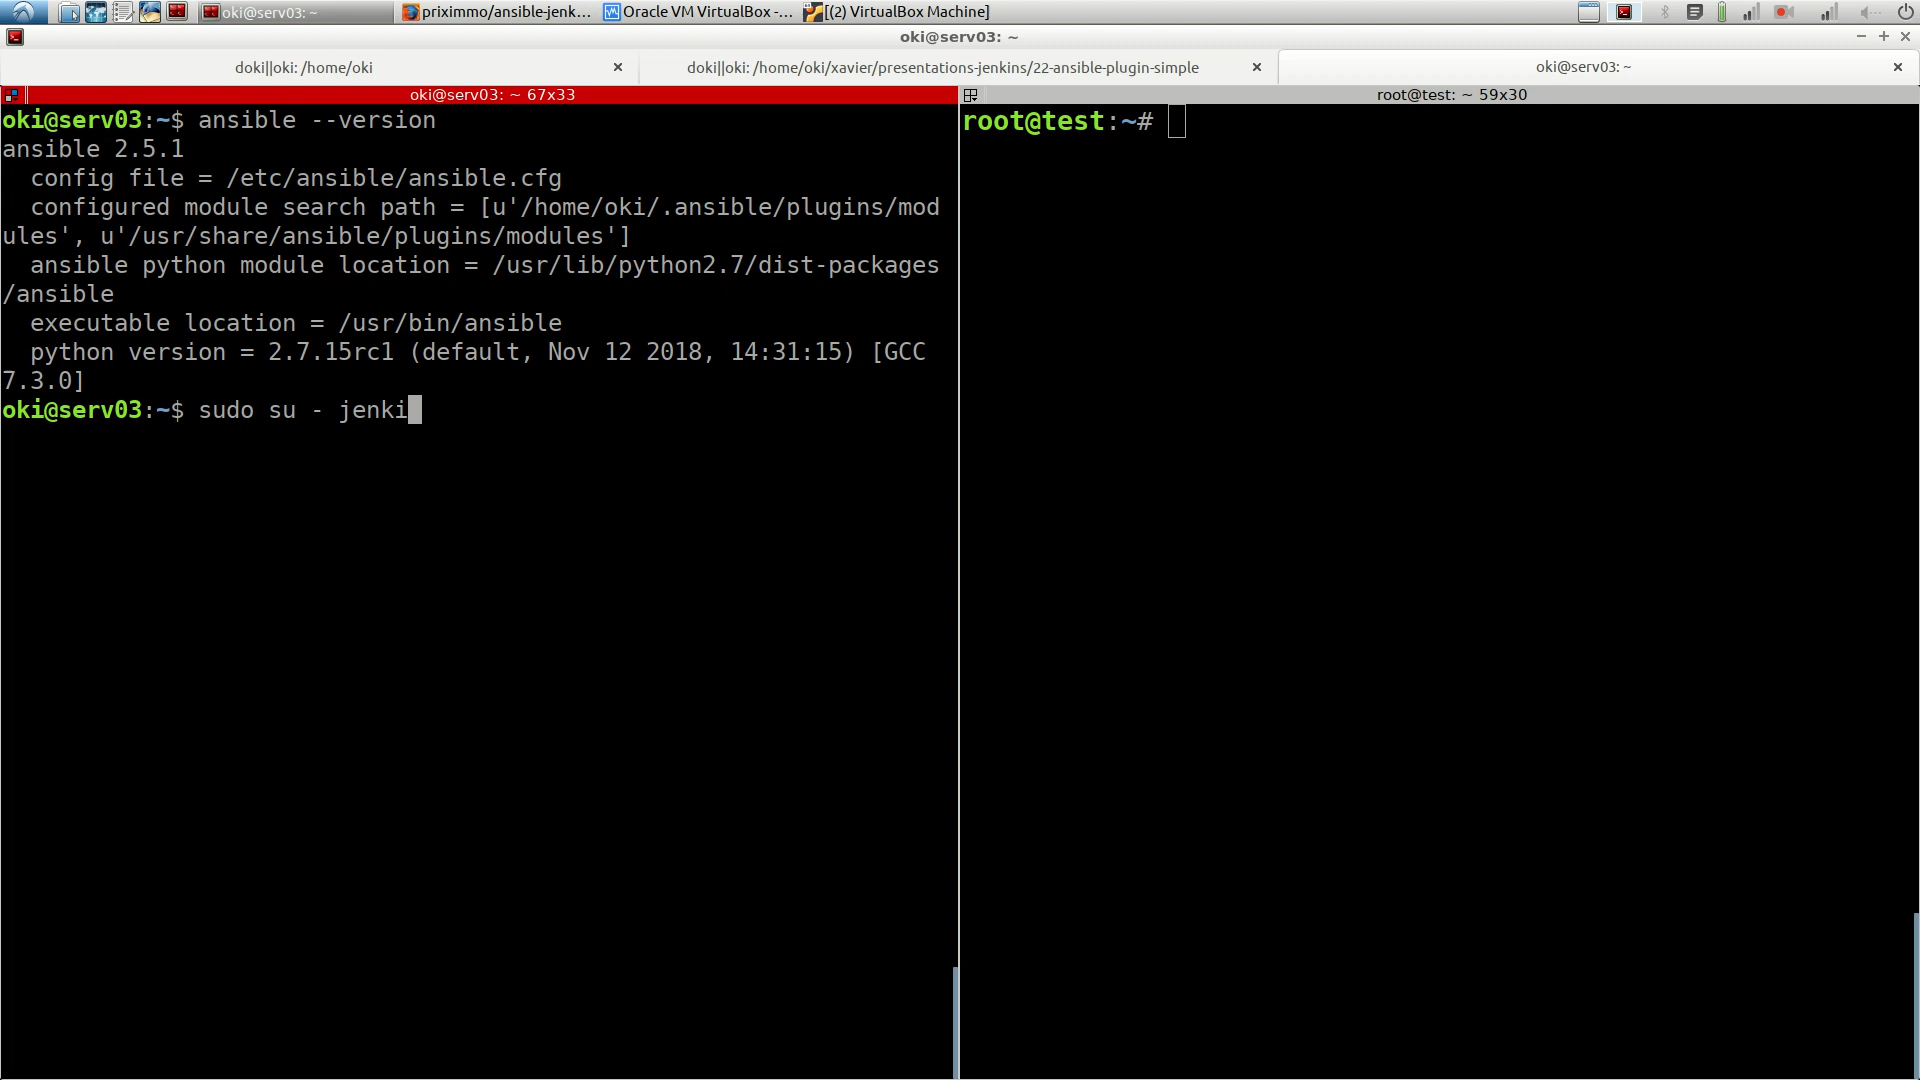 oki@serv03: ~
priximmo/ansible-jenk...
Oracle VM VirtualBox -...
[(2) VirtualBox Machine]
oki@serv03: ~
doki||oki: /home/oki
doki||oki: /home/oki/xavier/presentations-jenkins/22-ansible-plugin-simple
oki@serv03: ~
oki@serv03: ~ 67x33
root@test: ~ 59x30
oki@serv03:~$ ansible --version
ansible 2.5.1
  config file = /etc/ansible/ansible.cfg
  configured module search path = [u'/home/oki/.ansible/plugins/mod
ules', u'/usr/share/ansible/plugins/modules']
  ansible python module location = /usr/lib/python2.7/dist-packages
/ansible
  executable location = /usr/bin/ansible
  python version = 2.7.15rc1 (default, Nov 12 2018, 14:31:15) [GCC
7.3.0]
oki@serv03:~$ sudo su - jenki
root@test:~#